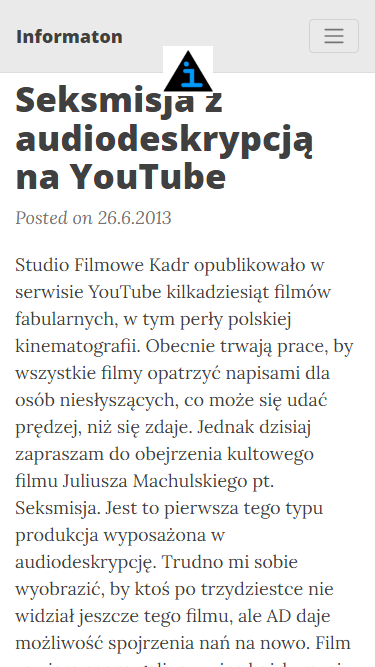 Informaton
Seksmisja z
audiodeskrypcją
na YouTube
Posted on 26.6.2013
Studio Filmowe Kadr opublikowało w
serwisie YouTube kilkadziesiąt filmów
fabularnych, w tym perły polskiej
kinematografii. Obecnie trwają prace, by
wszystkie filmy opatrzyć napisami dla
osób niesłyszących, co może się udać
prędzej, niż się zdaje. Jednak dzisiaj
zapraszam do obejrzenia kultowego
filmu Juliusza Machulskiego pt.
Seksmisja. Jest to pierwsza tego typu
produkcja wyposażona w
audiodeskrypcję. Trudno mi sobie
wyobrazić, by ktoś po trzydziestce nie
widział jeszcze tego filmu, ale AD daje
możliwość spojrzenia nań na nowo. Film